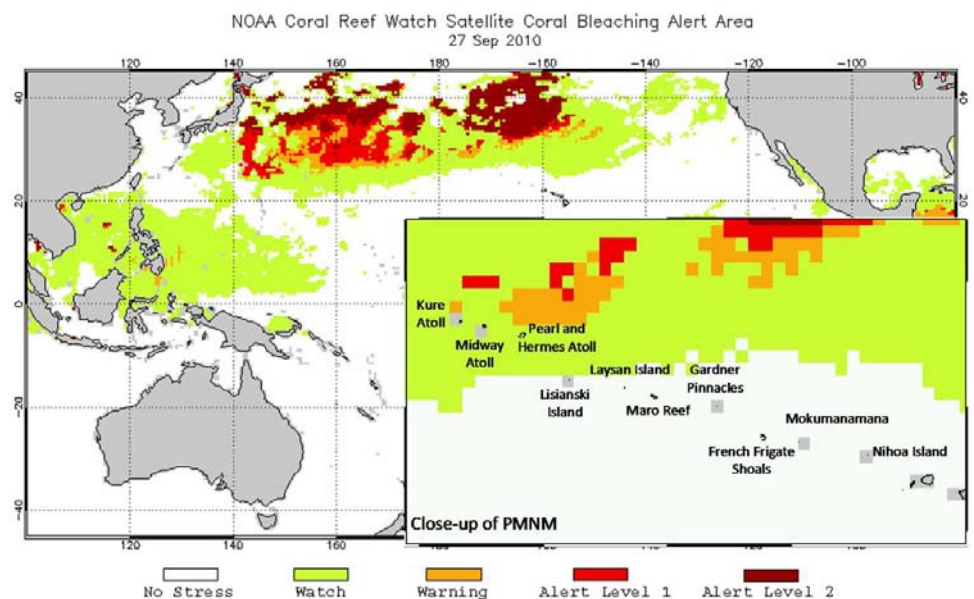 NOAA Coral Reef Watch Satellite Coral Bleaching Alert Area
27 Sep 2010
120 140 160 180 -160 -140 -120 -100
40 40
20 20
0
-20
-40
Kure
Atoll
Midway
Atoll
Pearl and
Hermes Atoll
Laysan Island
Gardner
Pinnacles
Lisianski
Island
Maro Reef
Mokumanamana
French Frigate
Shoals
Nihoa Island
Close-up of PMNM
120 140 160
No Stress Watch Warning Alert Level 1 Alert Level 2